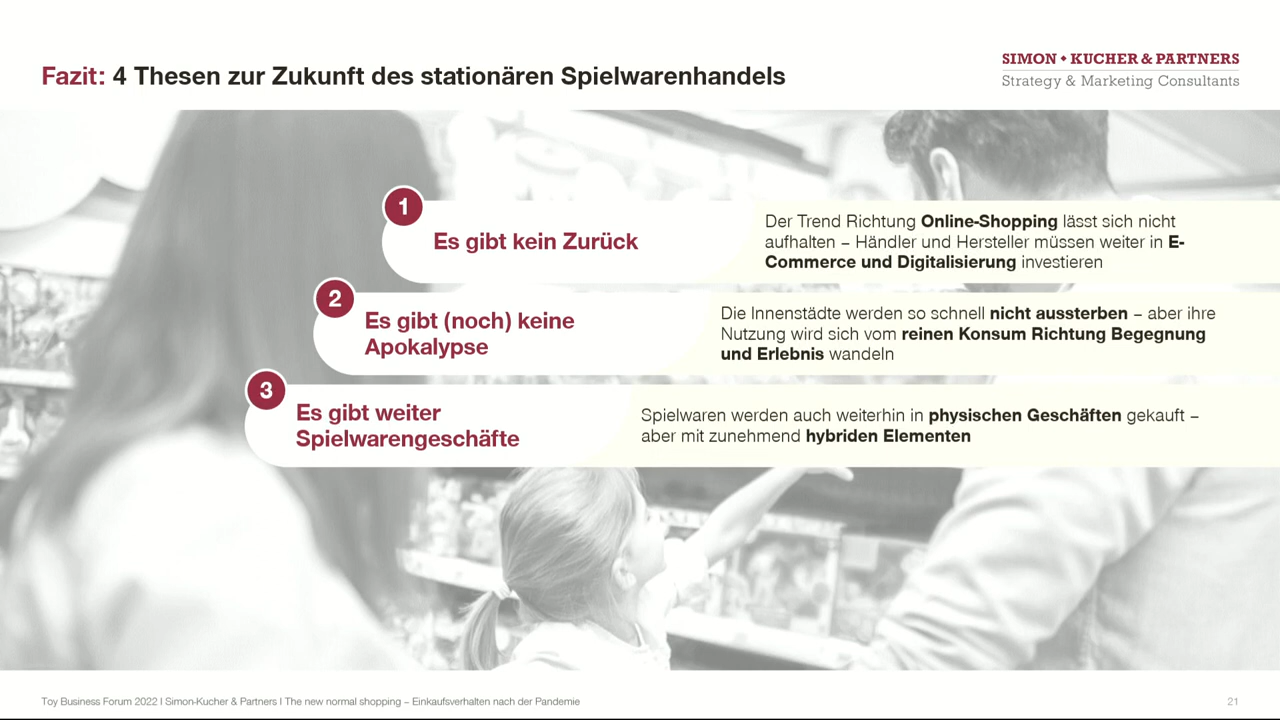 Fazit: 4 Thesen zur Zukunft des stationären Spielwarenhandels
SIMON • KUCHER & PARTNERS
Strategy & Marketing Consultants
1
Es gibt kein Zurück
Der Trend Richtung Online-Shopping lässt sich nicht
aufhalten – Händler und Hersteller müssen weiter in E-
Commerce und Digitalisierung investieren
2
Es gibt (noch) keine
Apokalypse
Die Innenstädte werden so schnell nicht aussterben – aber ihre
Nutzung wird sich vom reinen Konsum Richtung Begegnung
und Erlebnis wandeln
3
Es gibt weiter
Spielwarengeschäfte
Spielwaren werden auch weiterhin in physischen Geschäften gekauft –
aber mit zunehmend hybriden Elementen
Toy Business Forum 2022 I Simon-Kucher & Partners I The new normal shopping – Einkaufsverhalten nach der Pandemie
21